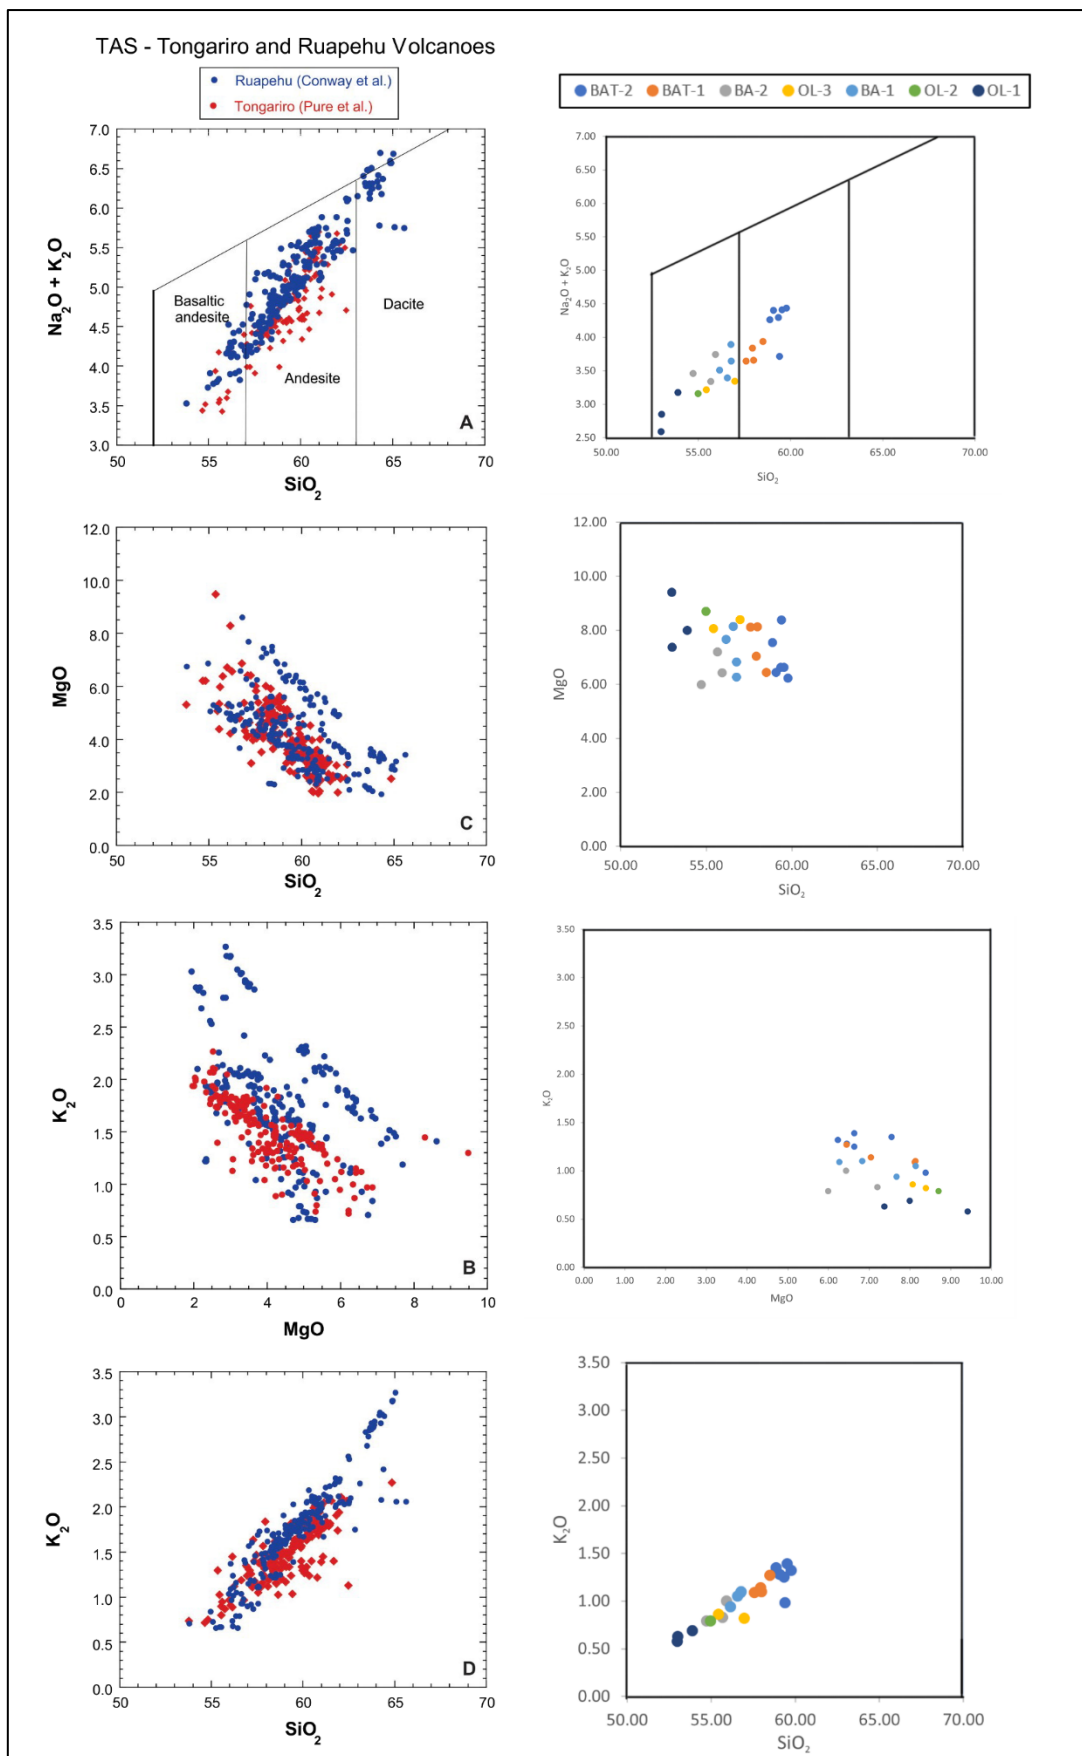 TAS - Tongariro and Ruapehu Volcanoes
Ruapehu (Conway et al.)
Tongariro (Pure et al.)
BAT-2 BAT-1 BA-2 OL-3 BA-1 OL-2 OL-1
7.0
6.5
6.0
5.5
5.0
4.5
4.0
3.5
3.0
Na₂O + K₂O
Basaltic
andesite
Andesite
Dacite
A
50 55 60 65 70
SiO₂
7.00
6.50
6.00
5.50
5.00
4.50
4.00
3.50
3.00
2.50
Na₂O + K₂O
50.00 55.00 60.00 65.00 70.00
SiO₂
12.0
10.0
8.0
6.0
4.0
2.0
0.0
MgO
C
50 55 60 65 70
SiO₂
12.00
10.00
8.00
6.00
4.00
2.00
0.00
MgO
50.00 55.00 60.00 65.00 70.00
SiO₂
3.5
3.0
2.5
2.0
1.5
1.0
0.5
0.0
K₂O
B
0 2 4 6 8 10
MgO
3.50
3.00
2.50
2.00
1.50
1.00
0.50
0.00
K₂O
0.00 1.00 2.00 3.00 4.00 5.00 6.00 7.00 8.00 9.00 10.00
MgO
3.5
3.0
2.5
2.0
1.5
1.0
0.5
0.0
K₂O
D
50 55 60 65 70
SiO₂
3.50
3.00
2.50
2.00
1.50
1.00
0.50
0.00
K₂O
50.00 55.00 60.00 65.00 70.00
SiO₂